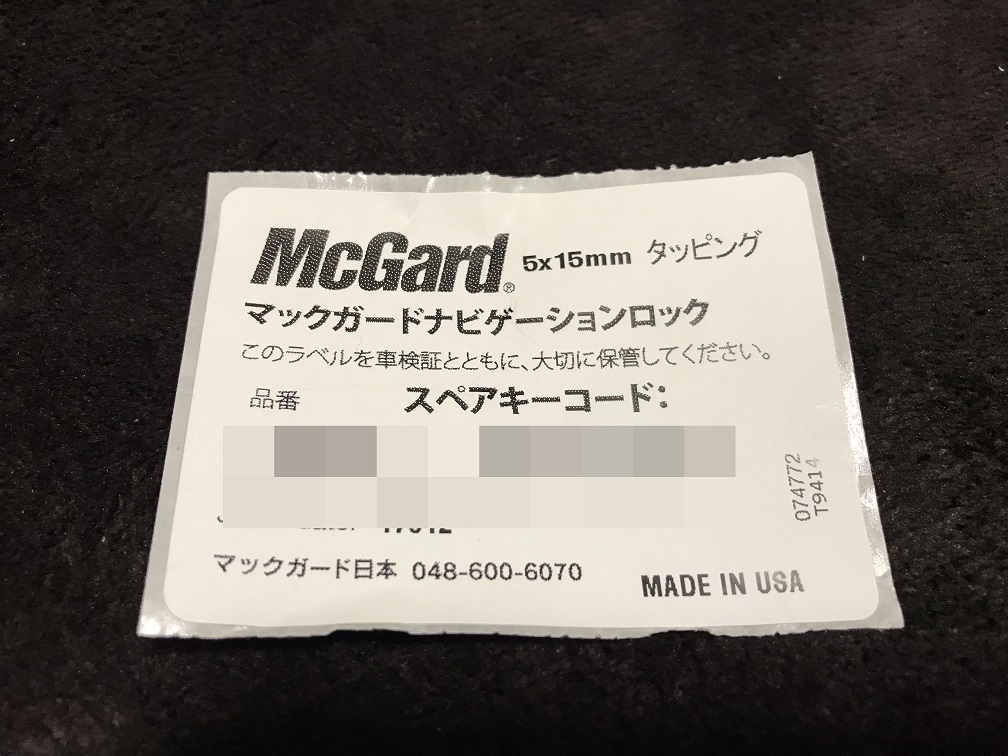 McGard® 5x15mm タッピング
マックガードナビゲーションロック
このラベルを車検証とともに、大切に保管してください。
品番 スペアキーコード:
マックガード日本 048-600-6070
MADE IN USA
074772
T9414